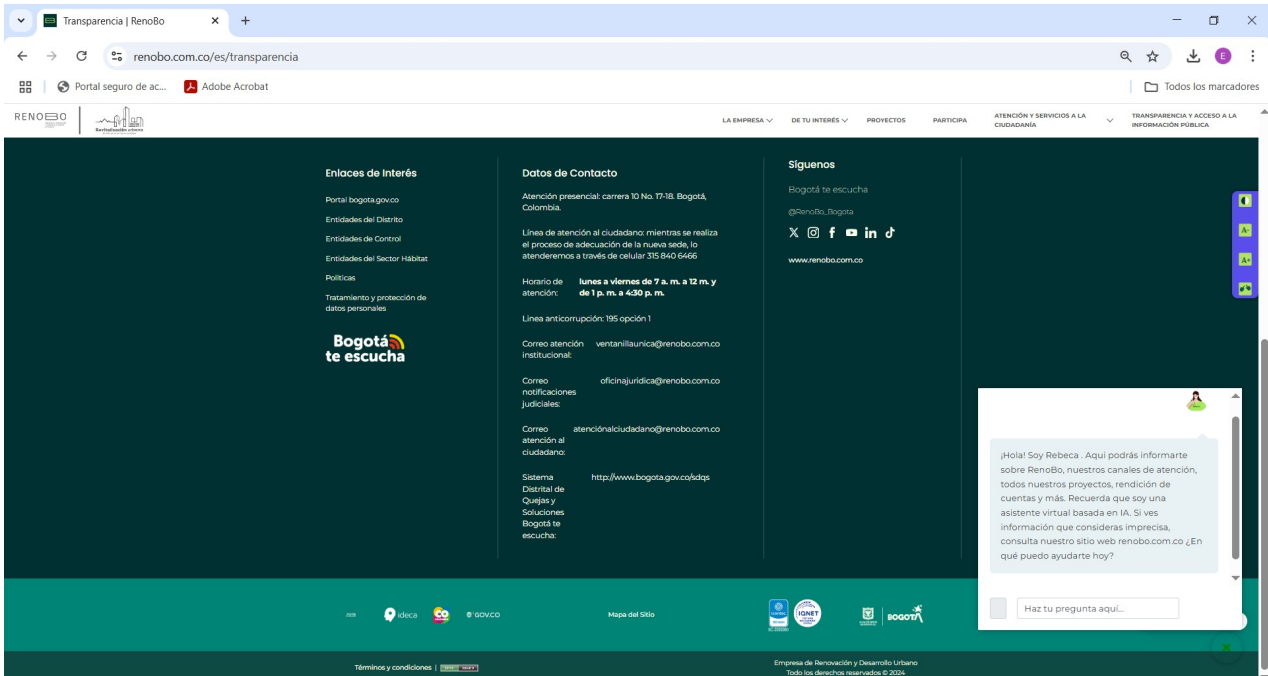 Transparencia | RenoBo
renobo.com.co/es/transparencia
E
Portal seguro de ac...
Adobe Acrobat
Todos los marcadores
RENOBO
Revitalización urbana
LA EMPRESA
DE TU INTERÉS
PROYECTOS
PARTICIPA
ATENCIÓN Y SERVICIOS A LA
CIUDADANÍA
TRANSPARENCIA Y ACCESO A LA
INFORMACIÓN PÚBLICA
Enlaces de Interés
Portal bogota.gov.co
Entidades del Distrito
Entidades de Control
Entidades del Sector Hábitat
Políticas
Tratamiento y protección de
datos personales
Bogotá
te escucha
Datos de Contacto
Atención presencial: carrera 10 No. 17-18. Bogotá,
Colombia.
Línea de atención al ciudadano: mientras se realiza
el proceso de adecuación de la nueva sede, lo
atenderemos a través de celular 315 840 6466
Horario de lunes a viernes de 7 a. m. a 12 m. y
atención: de 1 p. m. a 4:30 p. m.
Linea anticorrupción: 195 opción 1
Correo atención ventanillaunica@renobo.com.co
institucional:
Correo oficinajuridica@renobo.com.co
notificaciones
judiciales:
Correo atenciónalciudadano@renobo.com.co
atención al
ciudadano:
Sistema http://www.bogota.gov.co/sdqs
Distrital de
Quejas y
Soluciones
Bogotá te
escucha:
Síguenos
Bogotá te escucha
@RenoBo_Bogota
www.renobo.com.co
A-
A+
¡Hola! Soy Rebeca . Aquí podrás informarte
sobre RenoBo, nuestros canales de atención,
todos nuestros proyectos, rendición de
cuentas y más. Recuerda que soy una
asistente virtual basada en IA. Si ves
información que consideras imprecisa,
consulta nuestro sitio web renobo.com.co ¿En
qué puedo ayudarte hoy?
Haz tu pregunta aquí...
ideca
CO
GOV.CO
Mapa del Sitio
IQNET
BOGOTÁ
Términos y condiciones |
Empresa de Renovación y Desarrollo Urbano
Todo los derechos reservados © 2024